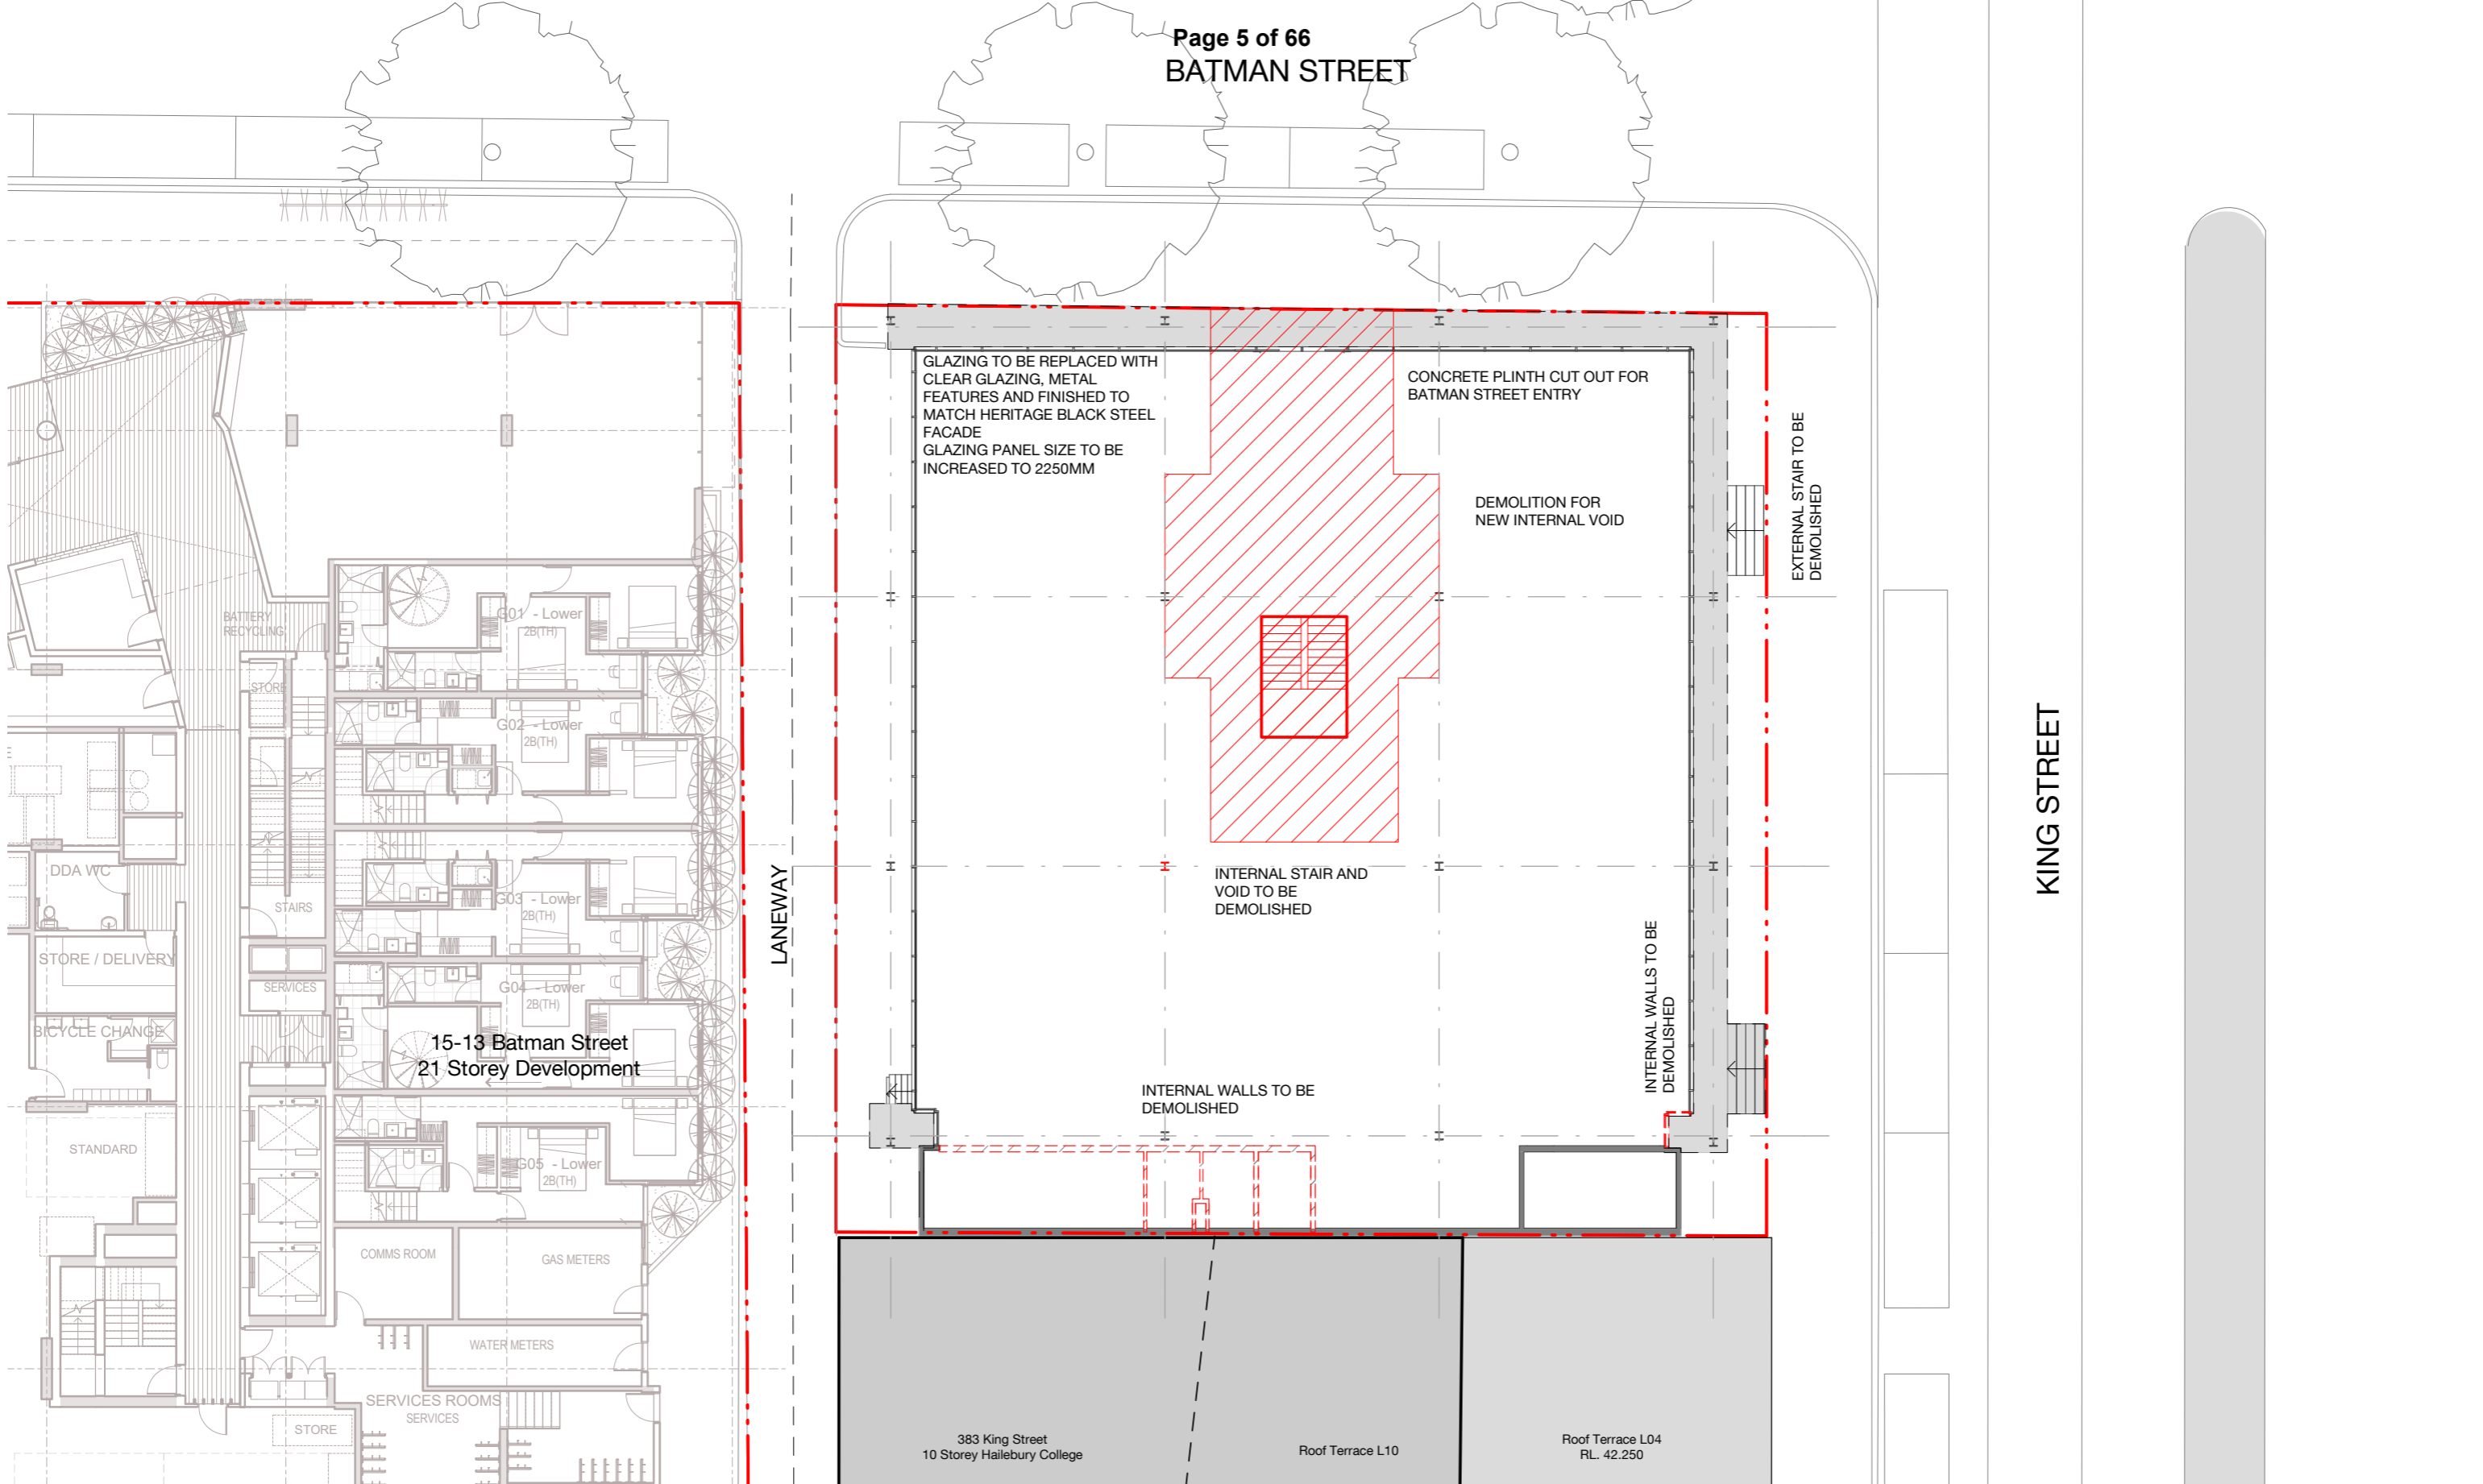 Page 5 of 66
BATMAN STREET
GLAZING TO BE REPLACED WITH
CLEAR GLAZING, METAL
FEATURES AND FINISHED TO
MATCH HERITAGE BLACK STEEL
FACADE
GLAZING PANEL SIZE TO BE
INCREASED TO 2250MM
CONCRETE PLINTH CUT OUT FOR
BATMAN STREET ENTRY
EXTERNAL STAIR TO BE
DEMOLISHED
DEMOLITION FOR
NEW INTERNAL VOID
BATTERY
RECYCLING
G01 - Lower
2B(TH)
STORE
G02 - Lower
2B(TH)
KING STREET
DDA WC
LANEWAY
INTERNAL STAIR AND
VOID TO BE
DEMOLISHED
G03 - Lower
2B(TH)
STAIRS
STORE / DELIVERY
SERVICES
G04 - Lower
2B(TH)
INTERNAL WALLS TO BE
DEMOLISHED
BICYCLE CHANGE
15-13 Batman Street
21 Storey Development
INTERNAL WALLS TO BE
DEMOLISHED
STANDARD
G05 - Lower
2B(TH)
COMMS ROOM
GAS METERS
WATER METERS
SERVICES ROOMS
SERVICES
STORE
383 King Street
10 Storey Hailebury College
Roof Terrace L10
Roof Terrace L04
RL. 42.250